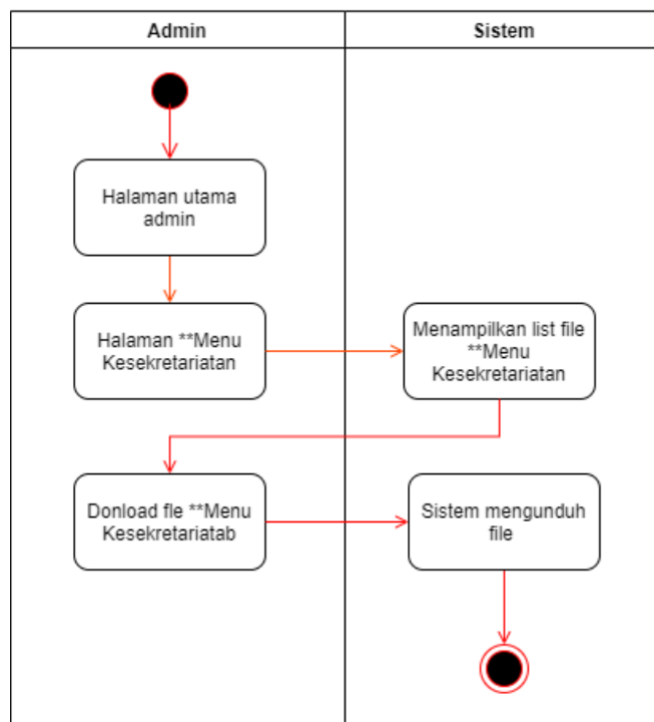 Admin
Sistem
Halaman utama
admin
Halaman **Menu
Kesekretariatan
Menampilkan list file
**Menu
Kesekretariatan
Donload fle **Menu
Kesekretariatab
Sistem mengunduh
file